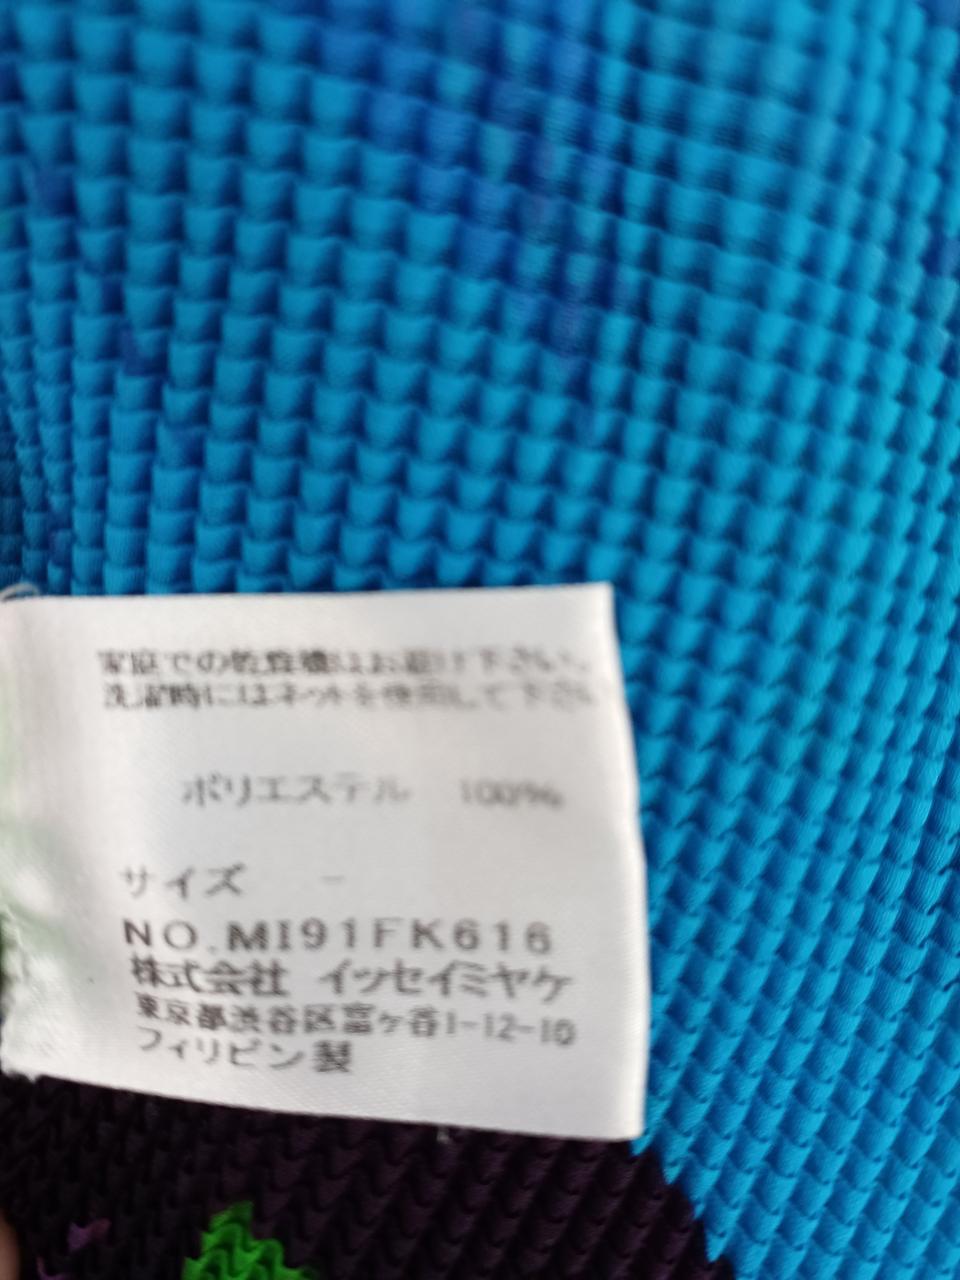 家庭での乾燥機はお避け下さい。
洗濯時にはネットを使用して下さい
ポリエステル 100%
サイズ -
NO.MI91FK616
株式会社 イッセイミヤケ
東京都渋谷区富ヶ谷1-12-10
フィリピン製